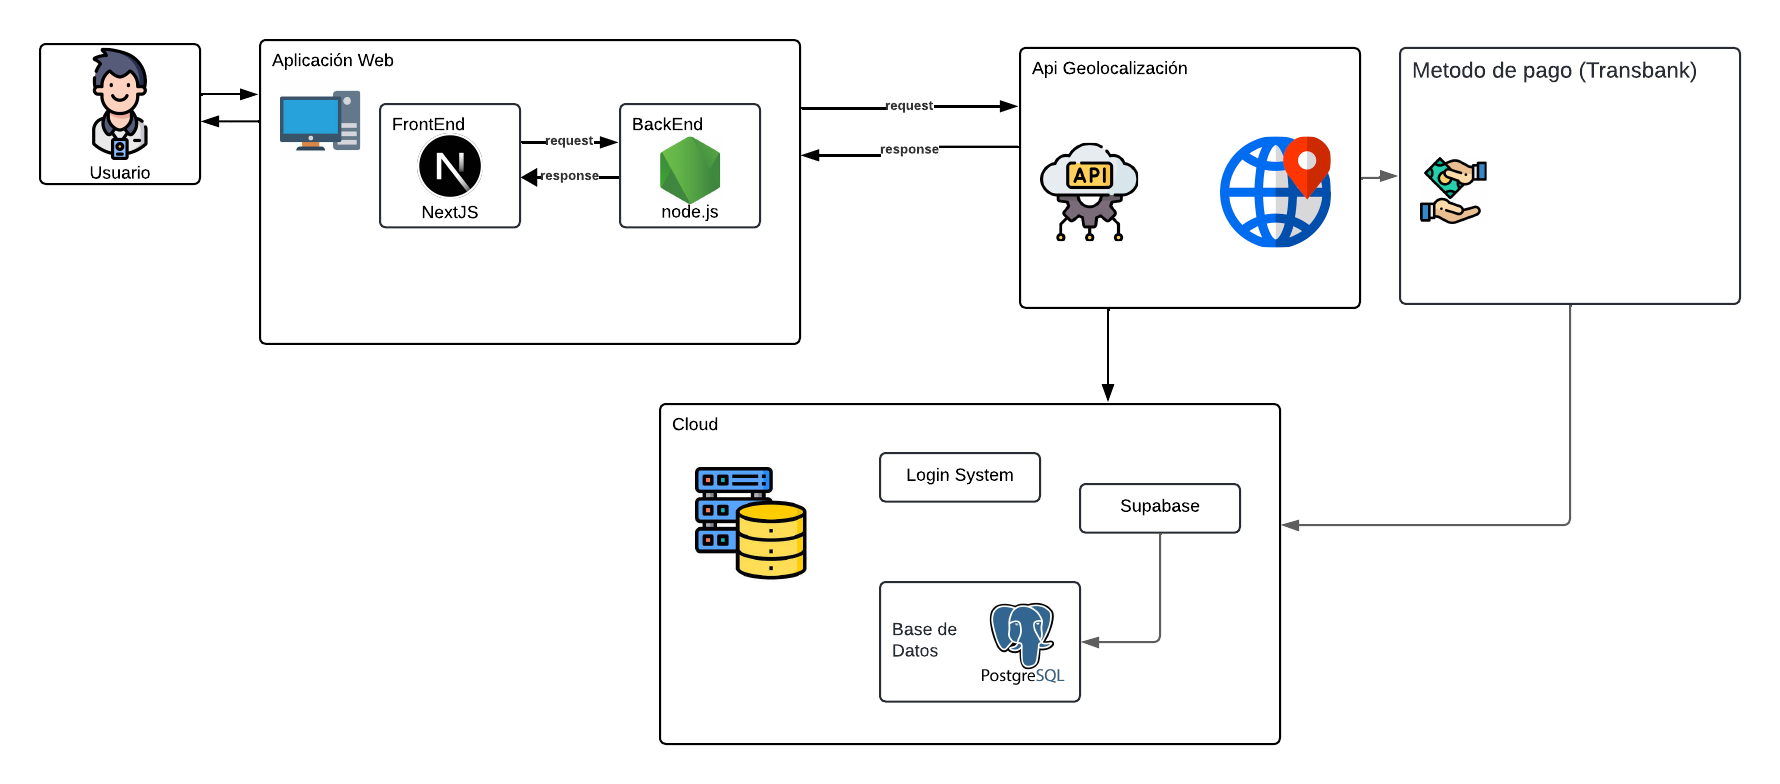 Usuario
Aplicación Web
FrontEnd
NextJS
request
response
BackEnd
node.js
request
response
Api Geolocalización
API
Metodo de pago (Transbank)
Cloud
Login System
Supabase
Base de
Datos
PostgreSQL